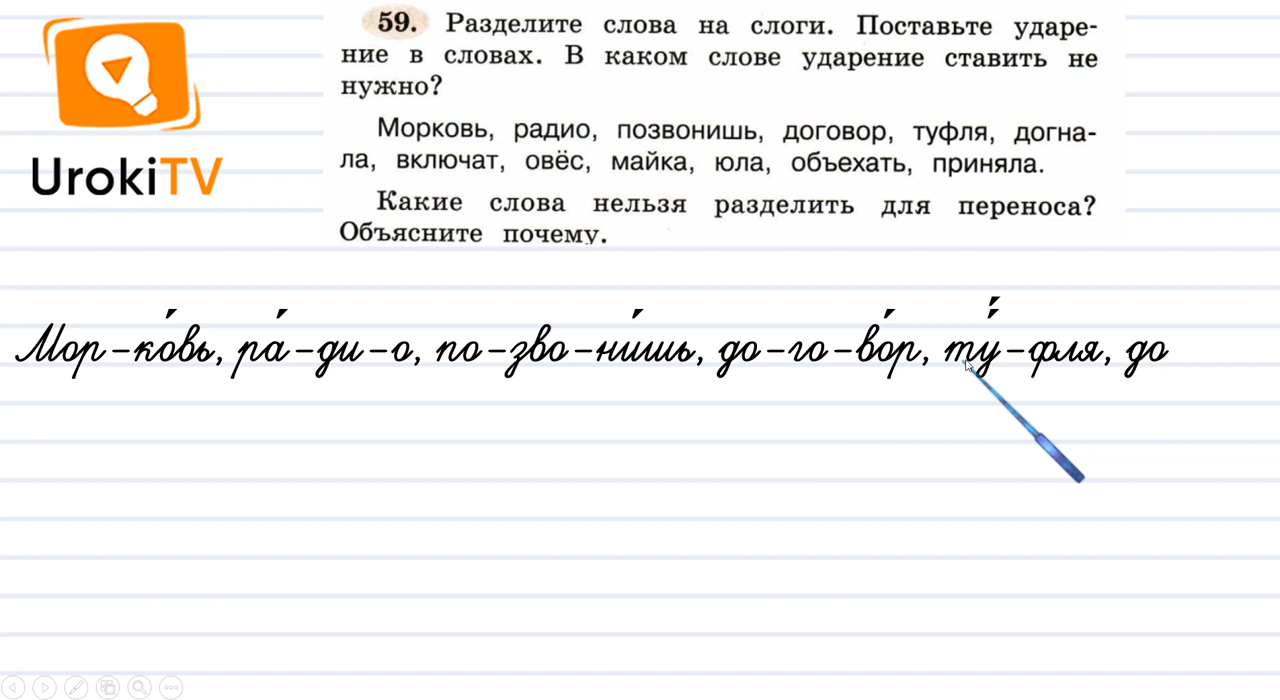 59. Разделите слова на слоги. Поставьте ударе-
ние в словах. В каком слове ударение ставить не
нужно?
Морковь, радио, позвонишь, договор, туфля, догна-
ла, включат, овёс, майка, юла, объехать, приняла.
Какие слова нельзя разделить для переноса?
Объясните почему.
UrokiTV
Мор-ко́вь, ра́-ди-о, по-зво-ни́шь, до-го-во́р, ту́-фля, до